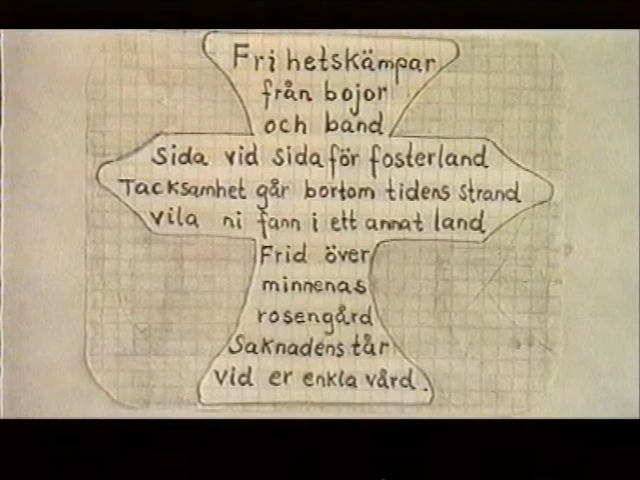 Frihetskämpar
från bojor
och band
Sida vid sida för fosterland
Tacksamhet går bortom tidens strand
vila ni fann i ett annat land
Frid över
minnenas
rosengård
Saknadens tår
vid er enkla vård.